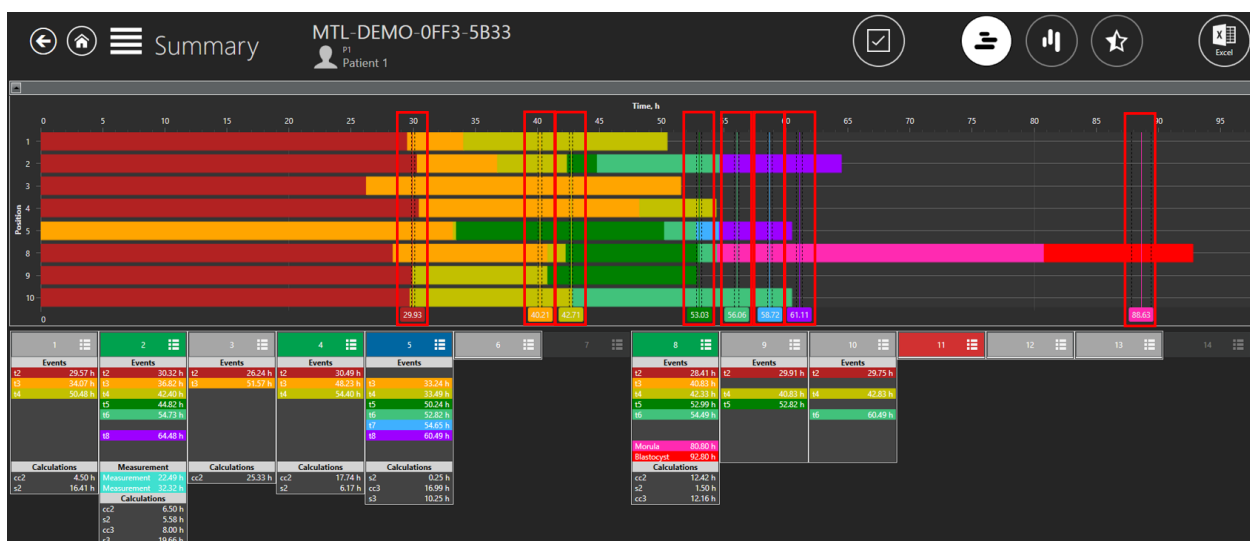 Summary
MTL-DEMO-0FF3-5B33
P1
Patient 1
Excel
Time, h
0 5 10 15 20 25 30 35 40 45 50 55 60 65 70 75 80 85 90 95
Position
1
2
3
4
5
8
9
10
0
29.93 40.21 42.71 53.03 56.06 58.72 61.11 88.63
1 2 3 4 5 6 7 8 9 10 11 12 13 14
Events Events Events Events Events Events Events Events
t2 29.57 h t2 30.32 h t2 26.24 h t2 30.49 h t2 28.41 h t2 29.91 h t2 29.75 h
t3 34.07 h t3 36.82 h t3 51.57 h t3 48.23 h t3 33.24 h t3 40.83 h
t4 50.48 h t4 42.40 h t4 54.40 h t4 33.49 h t4 42.33 h t4 40.83 h t4 42.83 h
t5 44.82 h t5 50.24 h t5 52.99 h t5 52.82 h
t6 54.73 h t6 52.82 h t6 54.49 h t6 60.49 h
t7 54.65 h
t8 64.48 h t8 60.49 h
Morula 80.80 h
Blastocyst 92.80 h
Calculations Measurement Calculations Calculations Calculations Calculations
cc2 4.50 h Measurement 22.49 h cc2 25.33 h cc2 17.74 h s2 0.25 h cc2 12.42 h
s2 16.41 h Measurement 32.32 h s2 6.17 h cc3 16.99 h s2 1.50 h
Calculations s3 10.25 h cc3 12.16 h
cc2 6.50 h
s2 5.58 h
cc3 8.00 h
s3 19.66 h